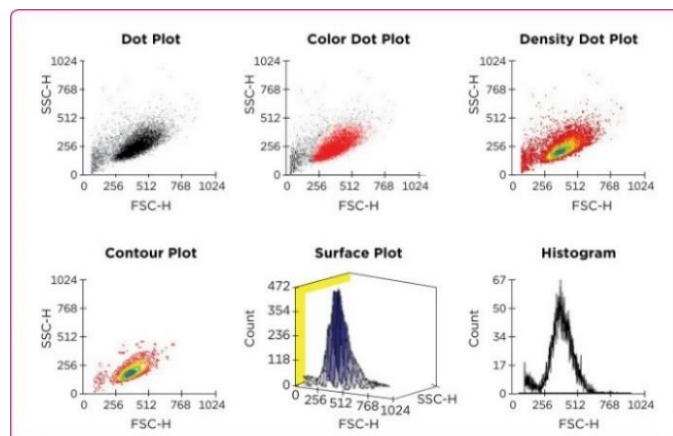 Dot Plot
SSC-H
1024
768
512
256
0
0 256 512 768 1024
FSC-H
Color Dot Plot
SSC-H
1024
768
512
256
0
0 256 512 768 1024
FSC-H
Density Dot Plot
SSC-H
1024
768
512
256
0
0 256 512 768 1024
FSC-H
Contour Plot
SSC-H
1024
768
512
256
0
0 256 512 768 1024
FSC-H
Surface Plot
Count
472
354
236
118
0
0 256 512 768 1024
FSC-H
SSC-H
Histogram
Count
67
50
34
17
0
0 256 512 768 1024
FSC-H